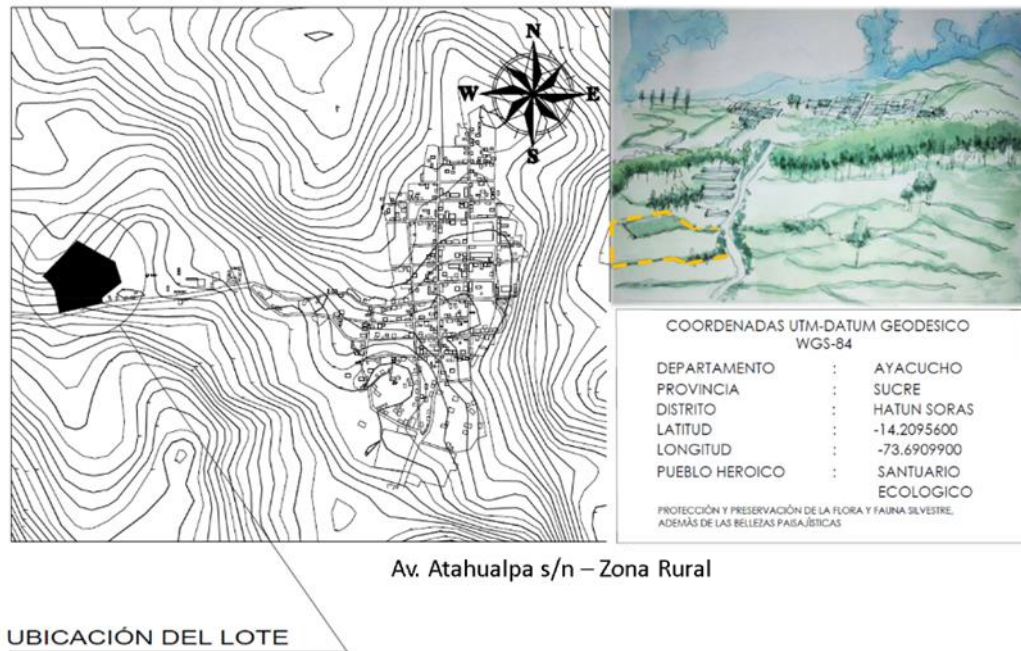 N
W E
S
COORDENADAS UTM-DATUM GEODESICO
WGS-84
DEPARTAMENTO : AYACUCHO
PROVINCIA : SUCRE
DISTRITO : HATUN SORAS
LATITUD : -14.2095600
LONGITUD : -73.6909900
PUEBLO HEROICO : SANTUARIO
ECOLOGICO
PROTECCIÓN Y PRESERVACIÓN DE LA FLORA Y FAUNA SILVESTRE,
ADEMÀS DE LAS BELLEZAS PAISAJÍSTICAS
Av. Atahualpa s/n – Zona Rural
UBICACIÓN DEL LOTE